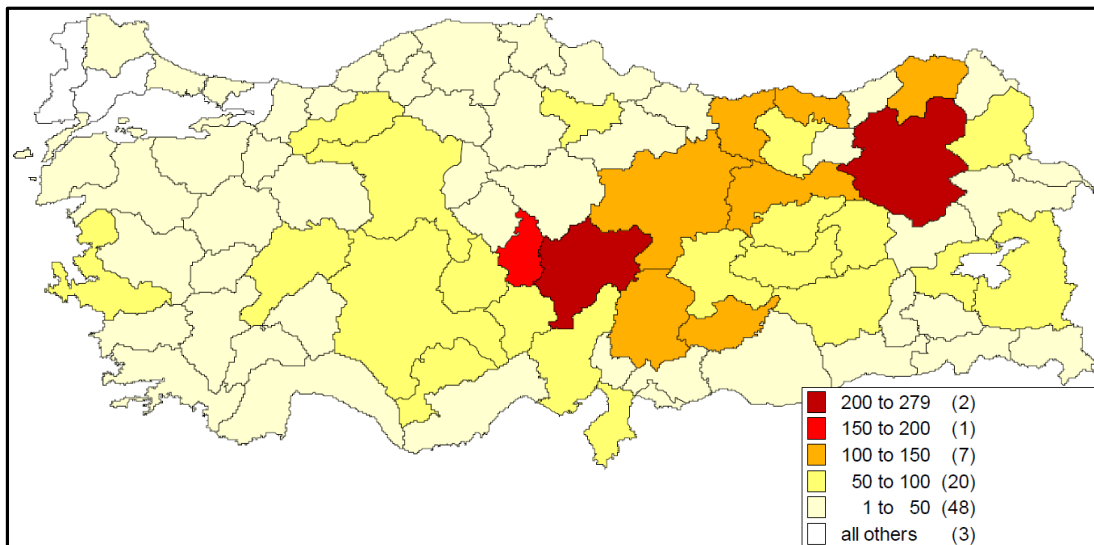 200 to 279 (2)
150 to 200 (1)
100 to 150 (7)
50 to 100 (20)
1 to 50 (48)
all others (3)